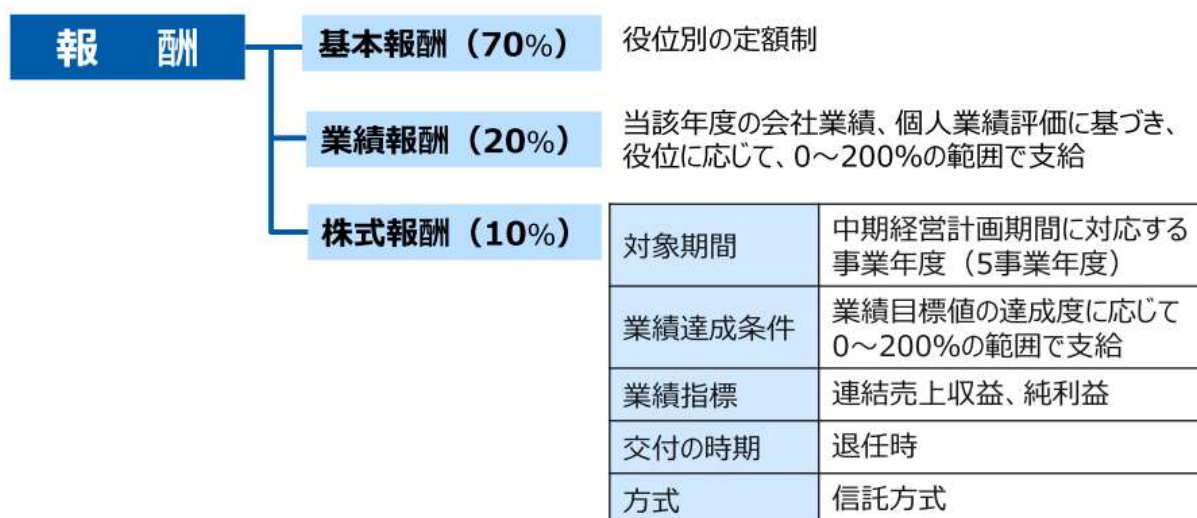 報 酬
基本報酬（70%）
役位別の定額制
業績報酬（20%）
当該年度の会社業績、個人業績評価に基づき、
役位に応じて、0～200%の範囲で支給
株式報酬（10%）
対象期間
中期経営計画期間に対応する
事業年度（5事業年度）
業績達成条件
業績目標値の達成度に応じて
0～200%の範囲で支給
業績指標
連結売上収益、純利益
交付の時期
退任時
方式
信託方式